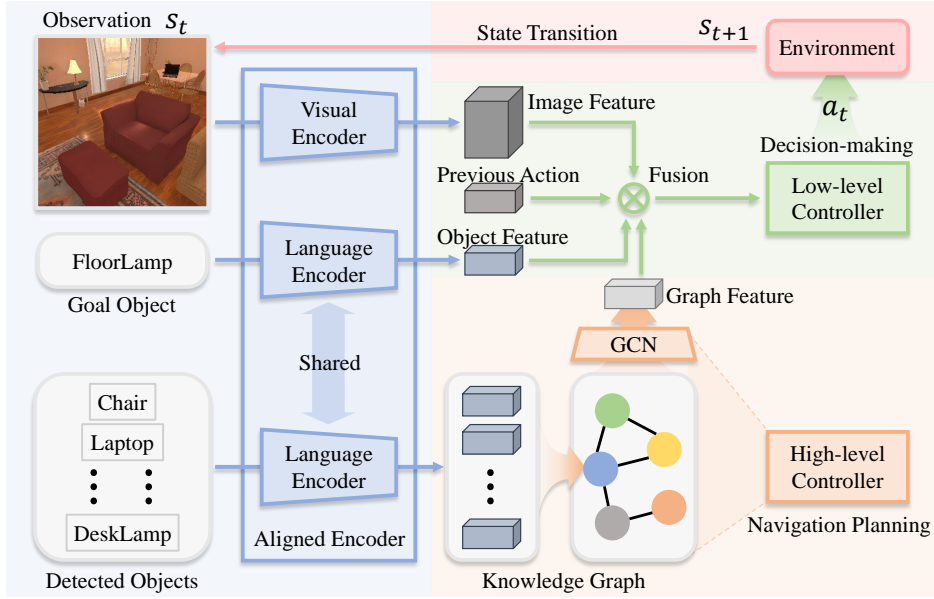 Observation s_t
State Transition
s_{t+1}
Environment
Visual
Encoder
Image Feature
a_t
Decision-making
Previous Action
Fusion
Low-level
Controller
FloorLamp
Goal Object
Language
Encoder
Object Feature
Graph Feature
GCN
Shared
Chair
Laptop
DeskLamp
Detected Objects
Language
Encoder
Aligned Encoder
Knowledge Graph
High-level
Controller
Navigation Planning